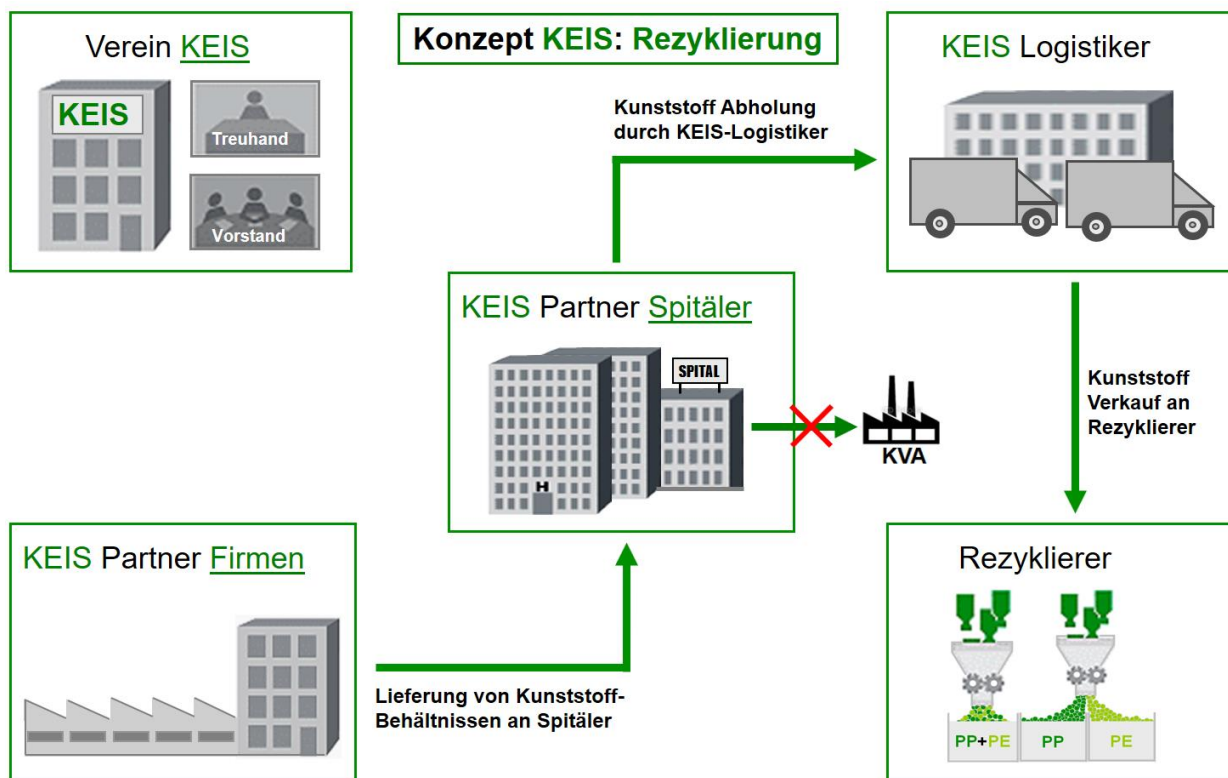 Verein KEIS
KEIS
Treuhand
Vorstand
Konzept KEIS: Rezyklierung
Kunststoff Abholung
durch KEIS-Logistiker
KEIS Logistiker
KEIS Partner Spitäler
SPITAL
H
KVA
Kunststoff
Verkauf an
Rezyklierer
KEIS Partner Firmen
Lieferung von Kunststoff-
Behältnissen an Spitäler
Rezyklierer
PP+PE
PP
PE